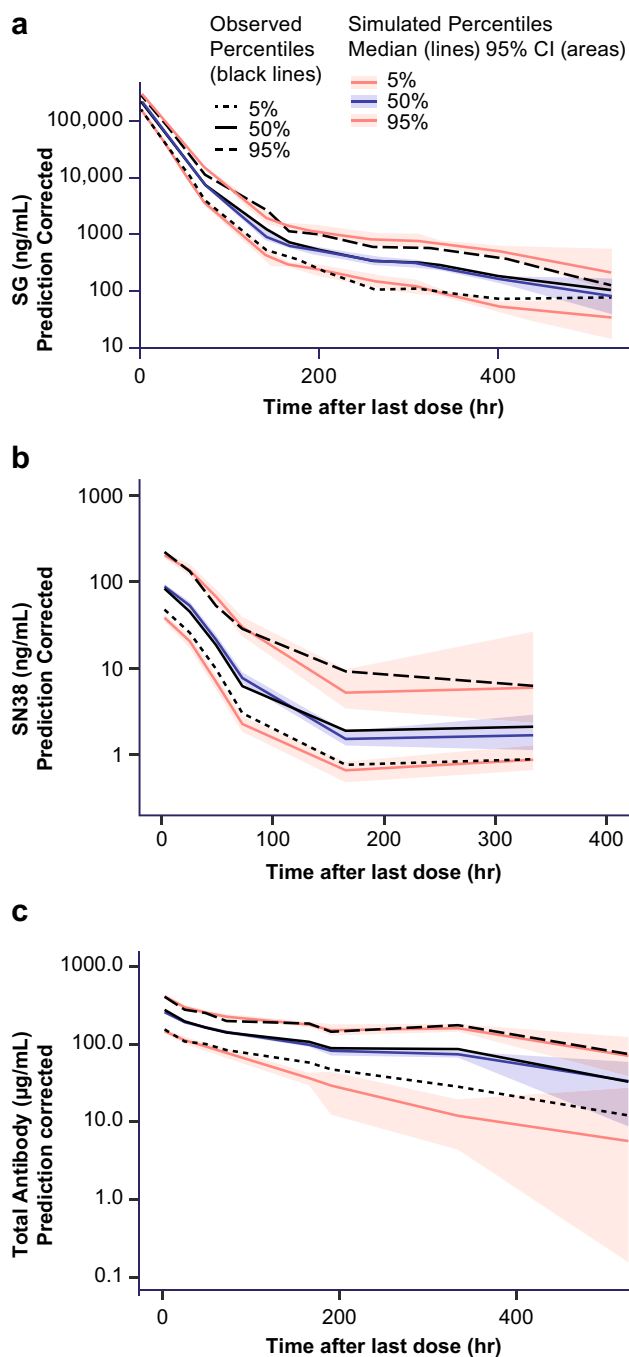 a
Observed
Percentiles
(black lines)
5%
50%
95%
Simulated Percentiles
Median (lines) 95% CI (areas)
5%
50%
95%
SG (ng/mL)
Prediction Corrected
100,000
10,000
1000
100
10
0
200
400
Time after last dose (hr)
b
SN38 (ng/mL)
Prediction Corrected
1000
100
10
1
0
100
200
300
400
Time after last dose (hr)
c
Total Antibody (µg/mL)
Prediction corrected
1000.0
100.0
10.0
1.0
0.1
0
200
400
Time after last dose (hr)